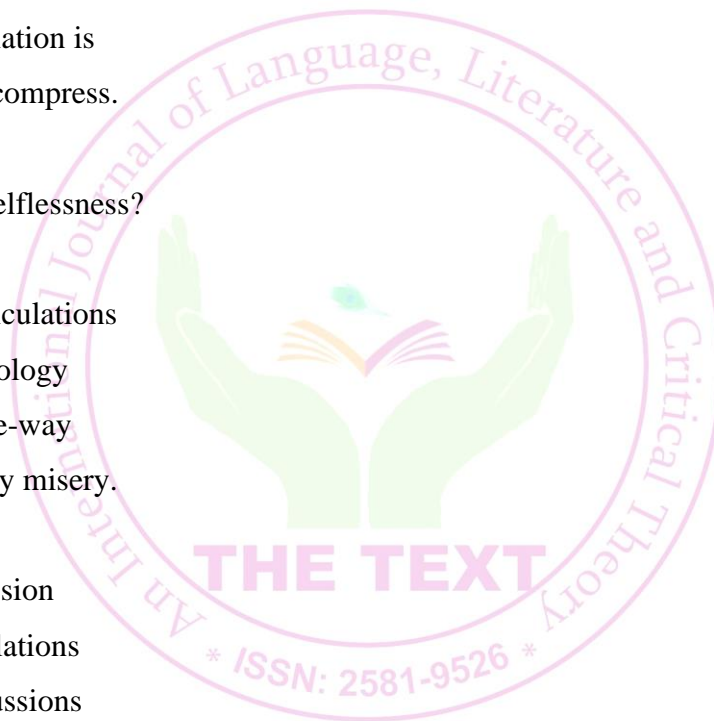 ation is
compress.
elflessness?
culations
ology
e-way
y misery.
sion
lations
ussions
An International Journal of Language, Literature and Critical Theory
THE TEXT
* ISSN: 2581-9526 *